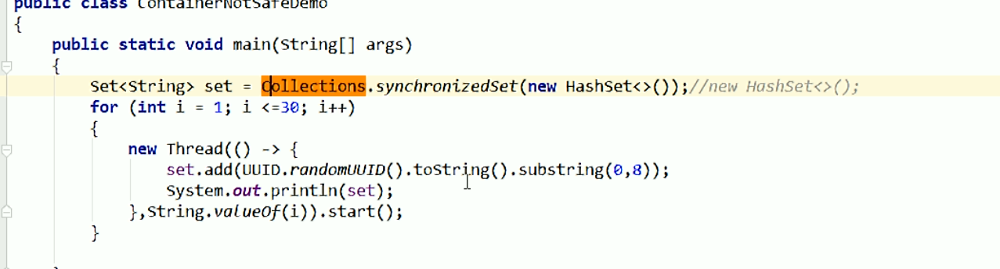 public class ContainerNotSafeDemo
{
public static void main(String[] args)
{
Set<String> set = Collections.synchronizedSet(new HashSet<>());//new HashSet<>();
for (int i = 1; i <=30; i++)
{
new Thread(() -> {
set.add(UUID.randomUUID().toString().substring(0,8));
System.out.println(set);
},String.valueOf(i)).start();
}